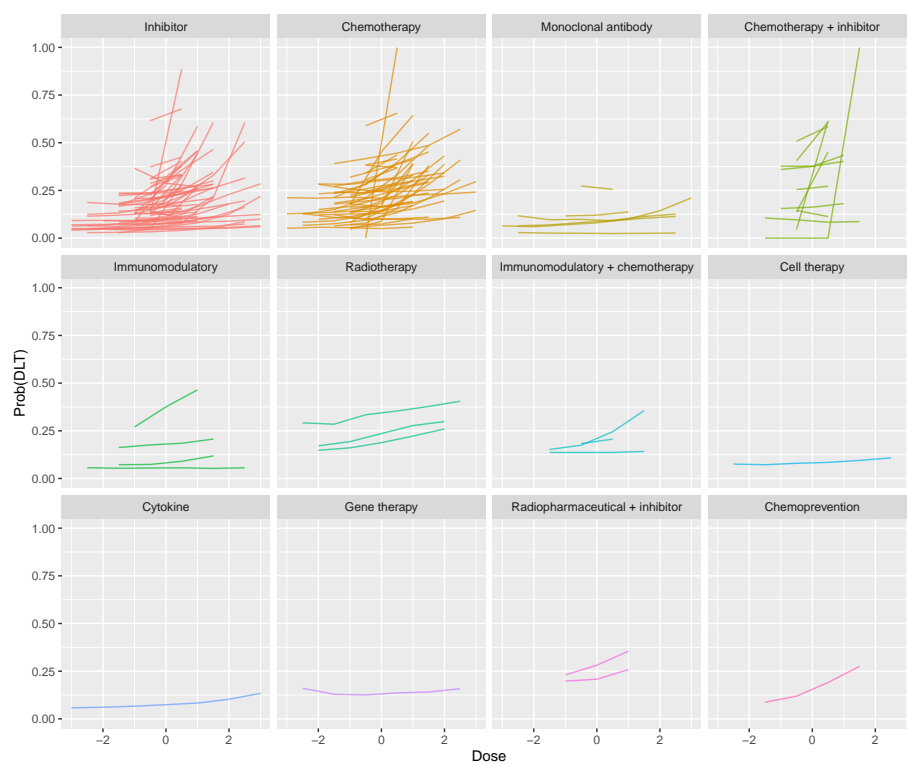 Inhibitor Chemotherapy Monoclonal antibody Chemotherapy + inhibitor
1.00
0.75
0.50
0.25
0.00
Immunomodulatory Radiotherapy Immunomodulatory + chemotherapy Cell therapy
1.00
0.75
0.50
0.25
0.00
Prob(DLT)
Cytokine Gene therapy Radiopharmaceutical + inhibitor Chemoprevention
1.00
0.75
0.50
0.25
0.00
−2 0 2 −2 0 2 −2 0 2 −2 0 2
Dose